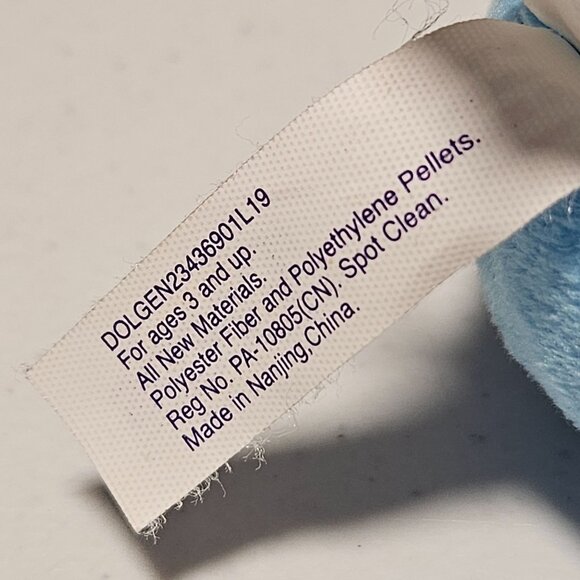 DOLGEN23436901L19
For ages 3 and up.
All New Materials.
Polyester Fiber and Polyethylene Pellets.
Reg No. PA-10805(CN). Spot Clean.
Made in Nanjing,China.